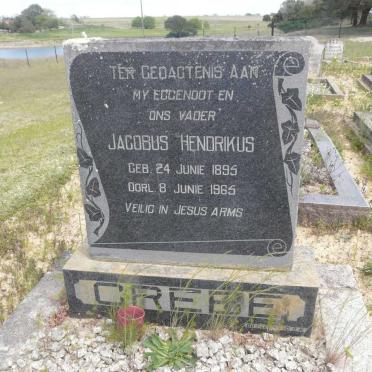 TER GEDAGTENIS AAN
MY EGGENOOT EN
ONS VADER
JACOBUS HENDRIKUS
GEB. 24 JUNIE 1895
OORL. 8 JUNIE 1965
VEILIG IN JESUS ARMS
GREBE